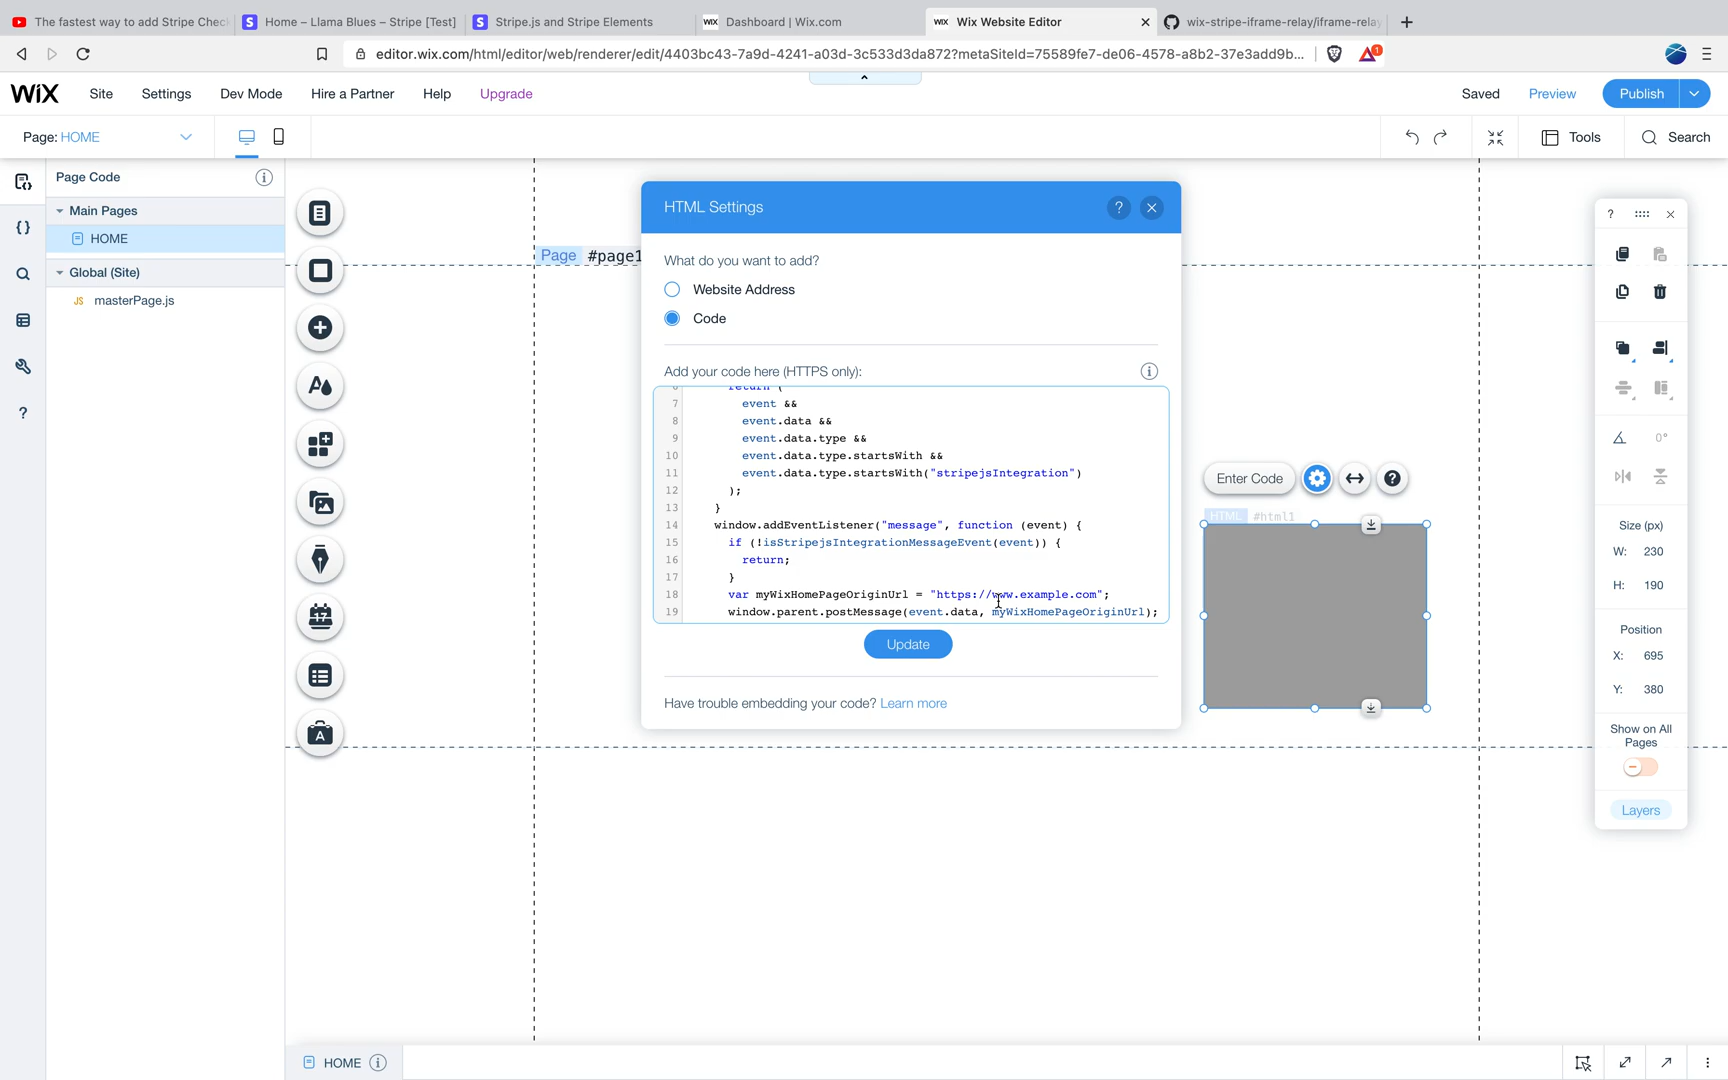 The fastest way to add Stripe Chec
Home – Llama Blues – Stripe [Test]
Stripe.js and Stripe Elements
WIX Dashboard | Wix.com
WIX Wix Website Editor
wix-stripe-iframe-relay/iframe-relay
editor.wix.com/html/editor/web/renderer/edit/4403bc43-7a9d-4241-a03d-3c533d3da872?metaSiteId=75589fe7-de06-4578-a8b2-37e3add9b...
1
WiX Site Settings Dev Mode Hire a Partner Help Upgrade Saved Preview Publish
Page: HOME Tools Search
Page Code
Main Pages
HOME
Global (Site)
JS masterPage.js
Page #page1
HTML Settings
What do you want to add?
Website Address
Code
Add your code here (HTTPS only):
6 return (
7 event &&
8 event.data &&
9 event.data.type &&
10 event.data.type.startsWith &&
11 event.data.type.startsWith("stripejsIntegration")
12 );
13 }
14 window.addEventListener("message", function (event) {
15 if (!isStripejsIntegrationMessageEvent(event)) {
16 return;
17 }
18 var myWixHomePageOriginUrl = "https://www.example.com";
19 window.parent.postMessage(event.data, myWixHomePageOriginUrl);
Update
Have trouble embedding your code? Learn more
Enter Code
HTML #html1
0°
Size (px)
W: 230
H: 190
Position
X: 695
Y: 380
Show on All
Pages
Layers
HOME